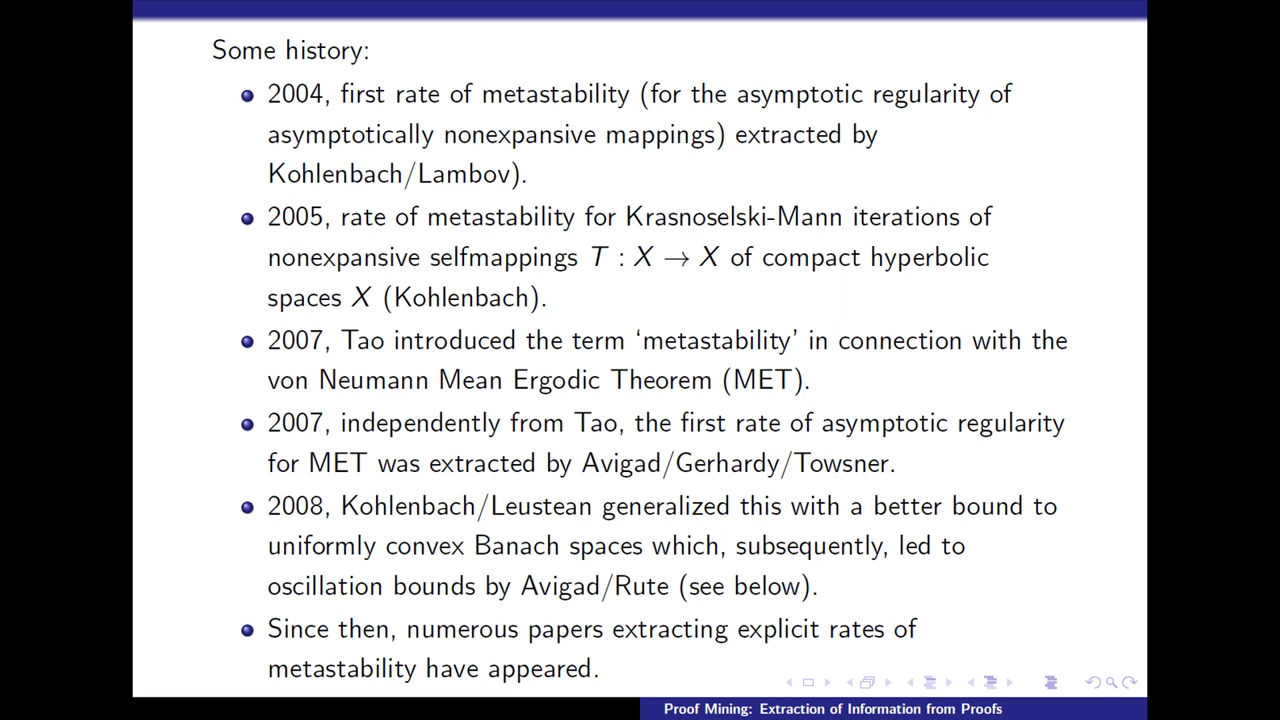 Some history:
2004, first rate of metastability (for the asymptotic regularity of
asymptotically nonexpansive mappings) extracted by
Kohlenbach/Lambov).
2005, rate of metastability for Krasnoselski-Mann iterations of
nonexpansive selfmappings T : X → X of compact hyperbolic
spaces X (Kohlenbach).
2007, Tao introduced the term ‘metastability’ in connection with the
von Neumann Mean Ergodic Theorem (MET).
2007, independently from Tao, the first rate of asymptotic regularity
for MET was extracted by Avigad/Gerhardy/Towsner.
2008, Kohlenbach/Leustean generalized this with a better bound to
uniformly convex Banach spaces which, subsequently, led to
oscillation bounds by Avigad/Rute (see below).
Since then, numerous papers extracting explicit rates of
metastability have appeared.
Proof Mining: Extraction of Information from Proofs